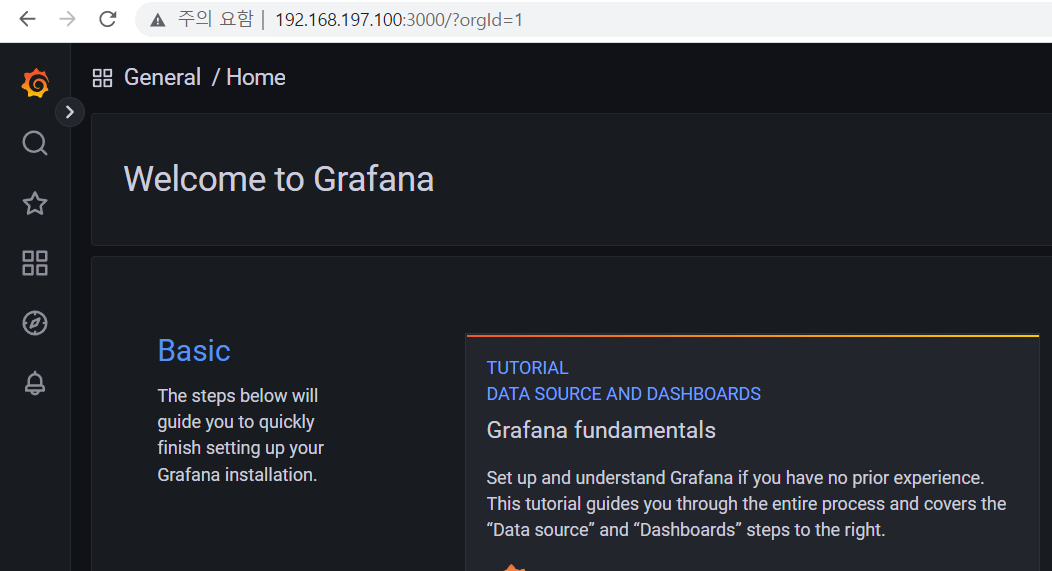 주의 요함 | 192.168.197.100:3000/?orgId=1
General / Home
Welcome to Grafana
Basic
The steps below will
guide you to quickly
finish setting up your
Grafana installation.
TUTORIAL
DATA SOURCE AND DASHBOARDS
Grafana fundamentals
Set up and understand Grafana if you have no prior experience.
This tutorial guides you through the entire process and covers the
“Data source” and “Dashboards” steps to the right.